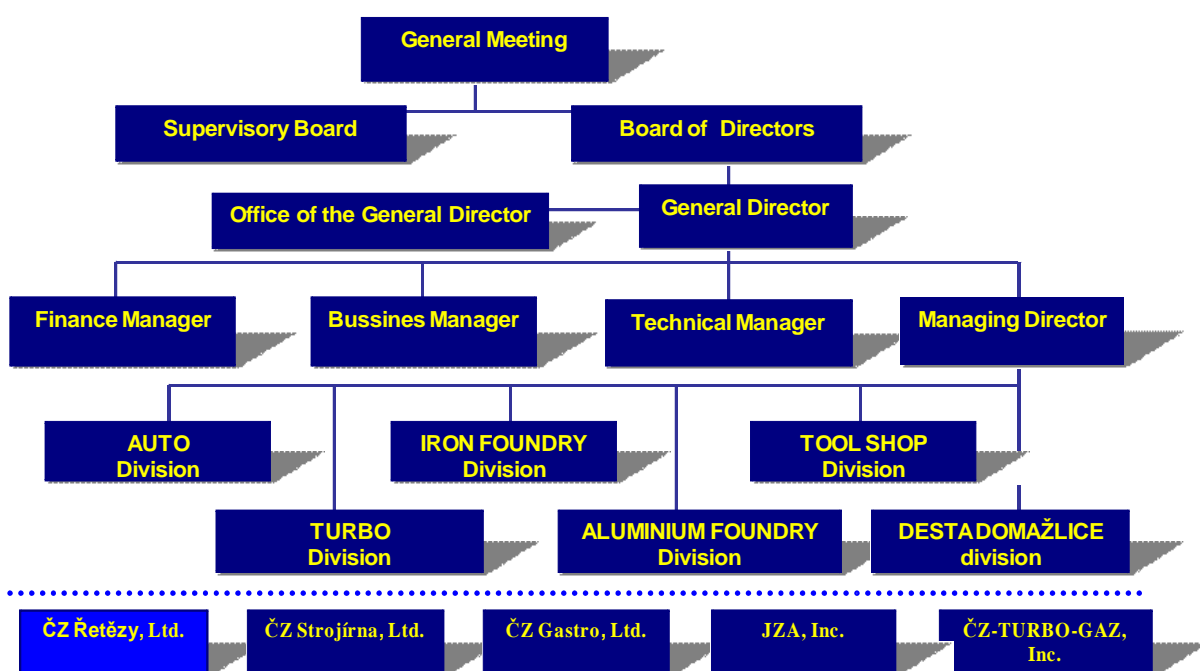 General Meeting
Supervisory Board
Board of Directors
Office of the General Director
General Director
Finance Manager
Bussines Manager
Technical Manager
Managing Director
AUTO
Division
IRON FOUNDRY
Division
TOOL SHOP
Division
TURBO
Division
ALUMINIUM FOUNDRY
Division
DESTA DOMAŽLICE
division
ČZ Řetězy, Ltd.
ČZ Strojírna, Ltd.
ČZ Gastro, Ltd.
JZA, Inc.
ČZ-TURBO-GAZ,
Inc.